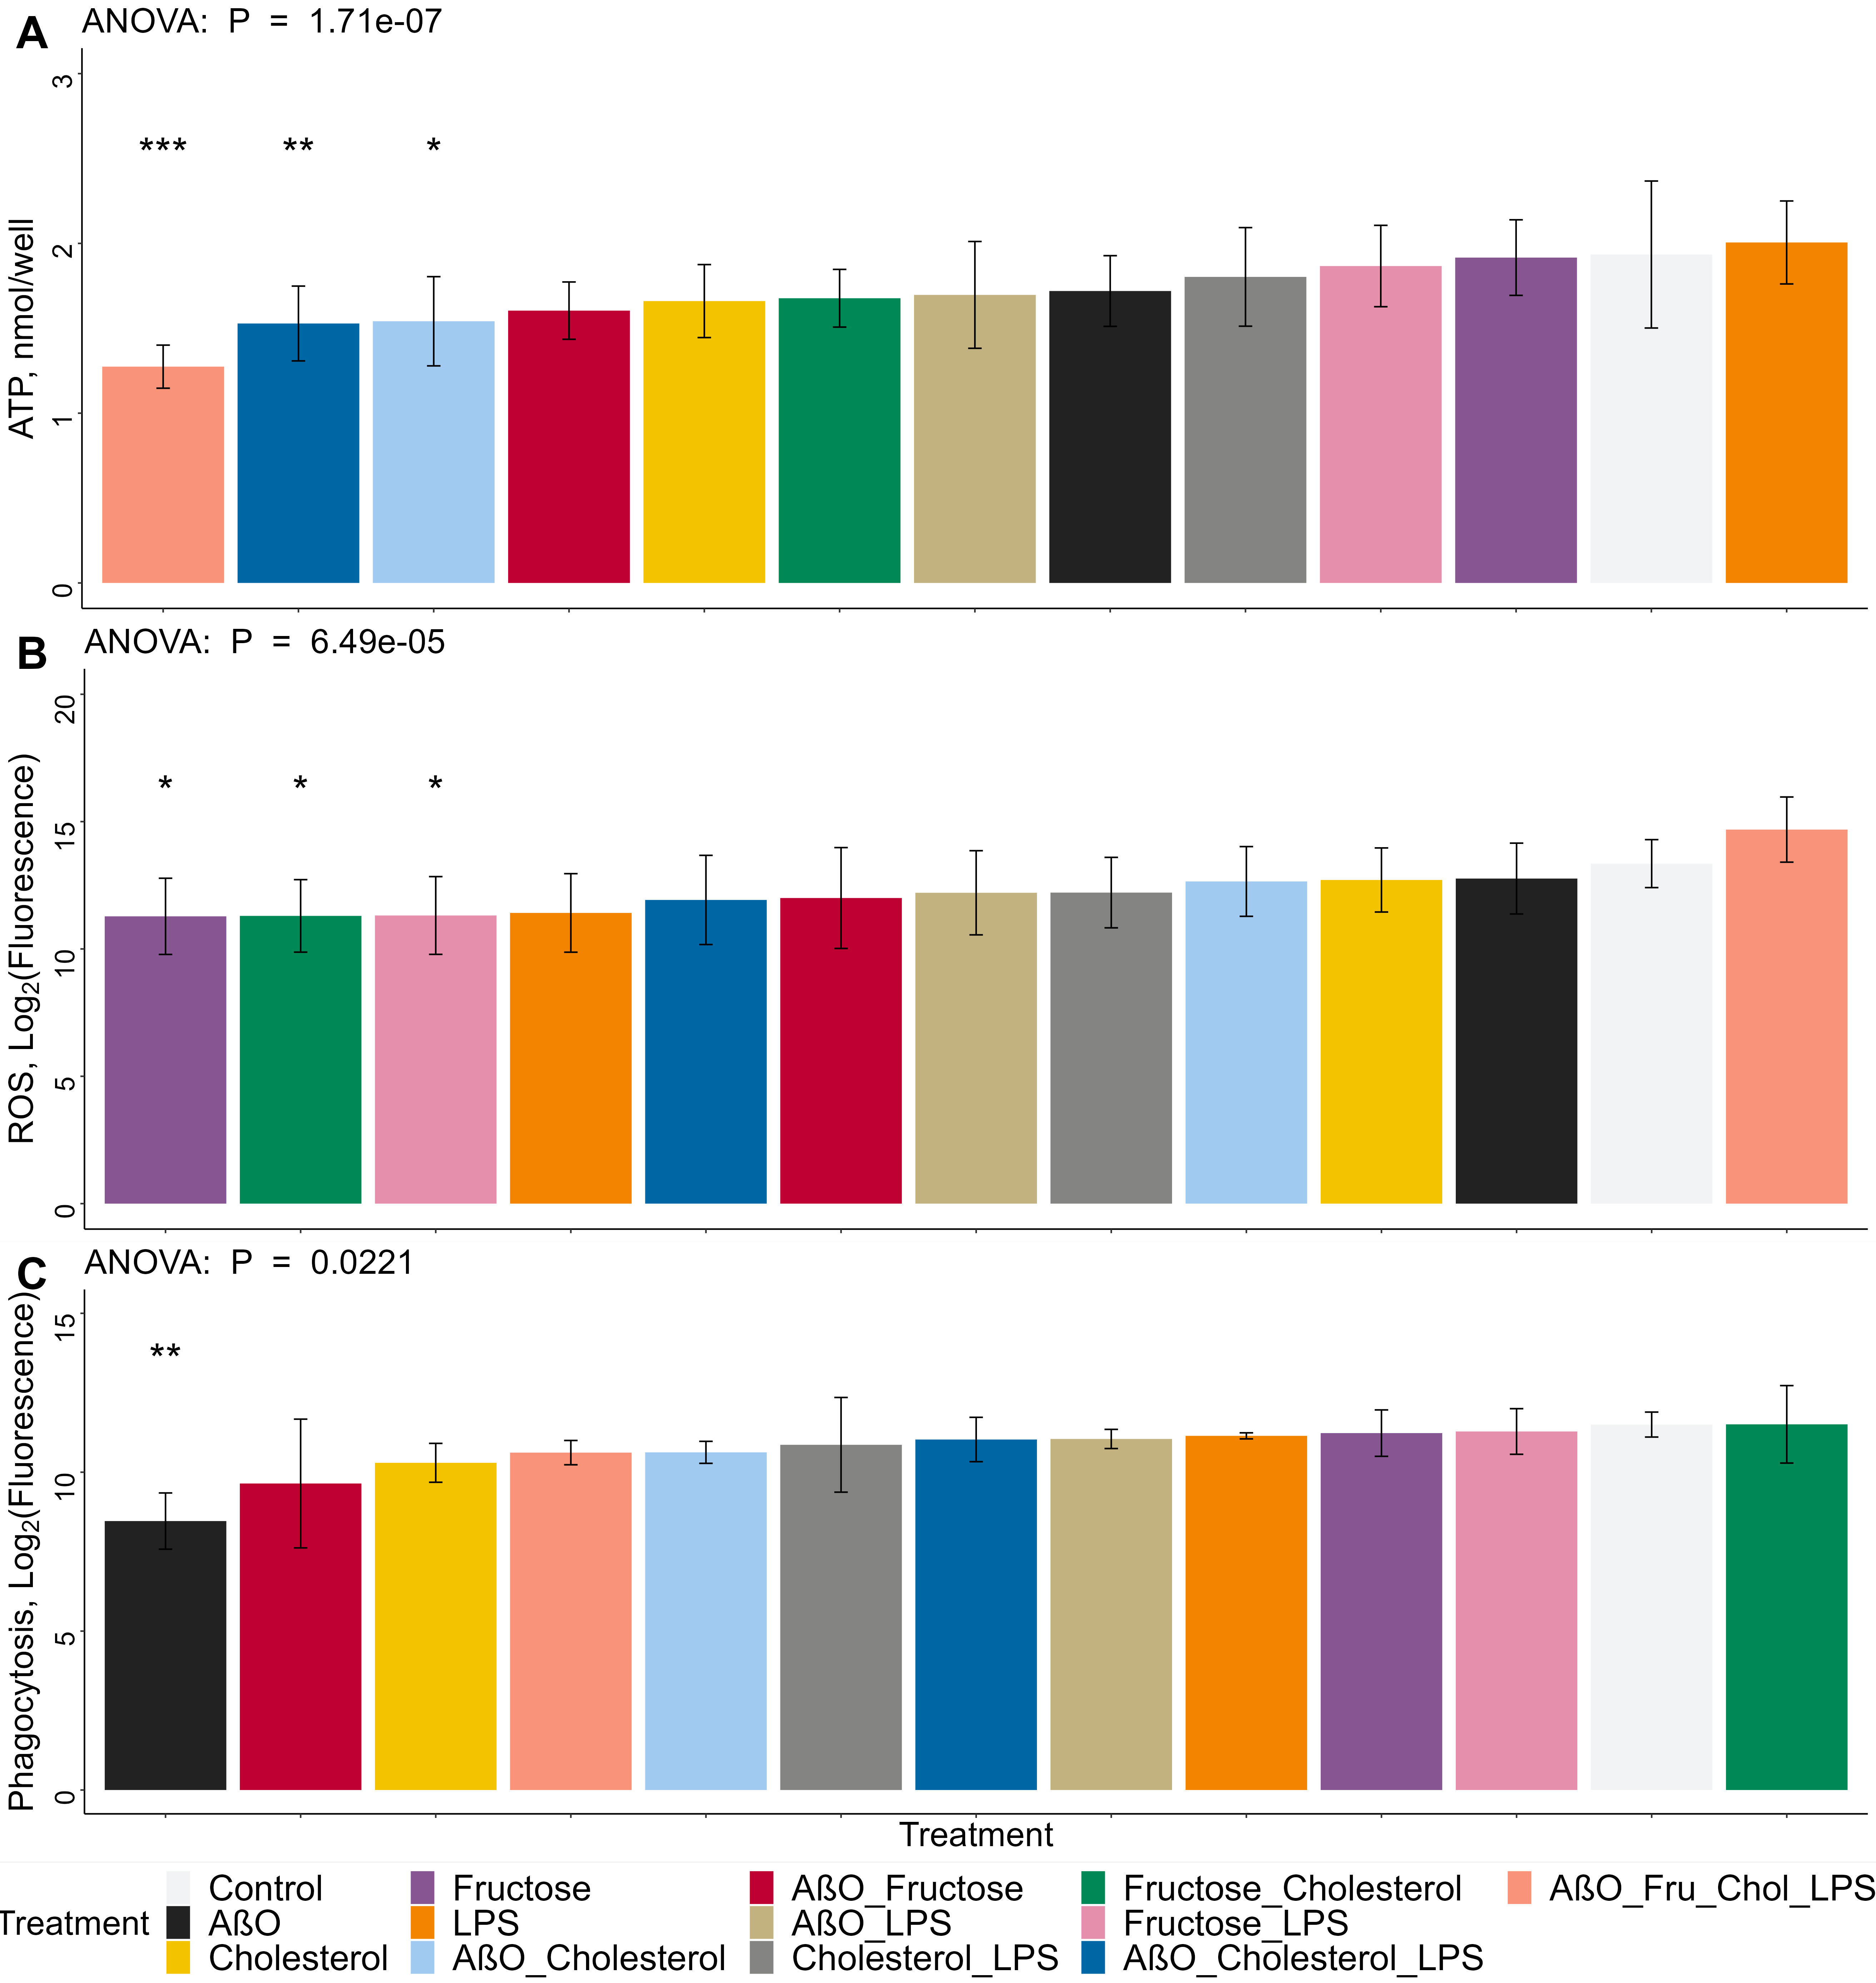 A
ANOVA: P = 1.71e-07
ATP, nmol/well
3
2
1
0
*** ** *
B
ANOVA: P = 6.49e-05
ROS, Log2(Fluorescence)
20
15
10
5
0
* * *
C
ANOVA: P = 0.0221
Phagocytosis, Log2(Fluorescence)
15
10
5
0
**
Treatment
Treatment
Control Fructose AßO_Fructose Fructose_Cholesterol AßO_Fru_Chol_LPS
AßO LPS AßO_LPS Fructose_LPS
Cholesterol AßO_Cholesterol Cholesterol_LPS AßO_Cholesterol_LPS